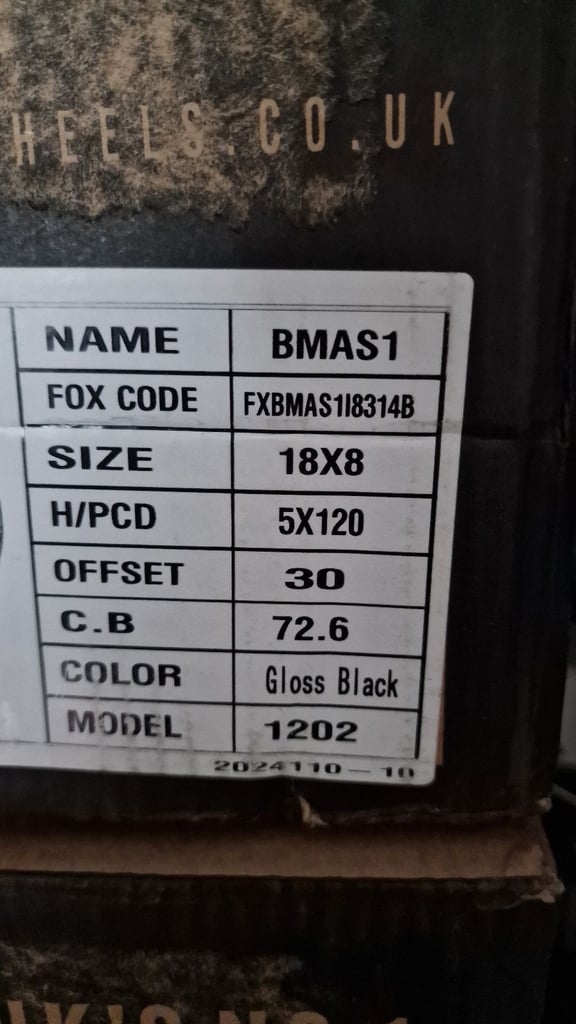 HEELS.CO.UK
NAME BMAS1
FOX CODE FXBMAS1I8314B
SIZE 18X8
H/PCD 5X120
OFFSET 30
C.B 72.6
COLOR Gloss Black
MODEL 1202
2024110-10